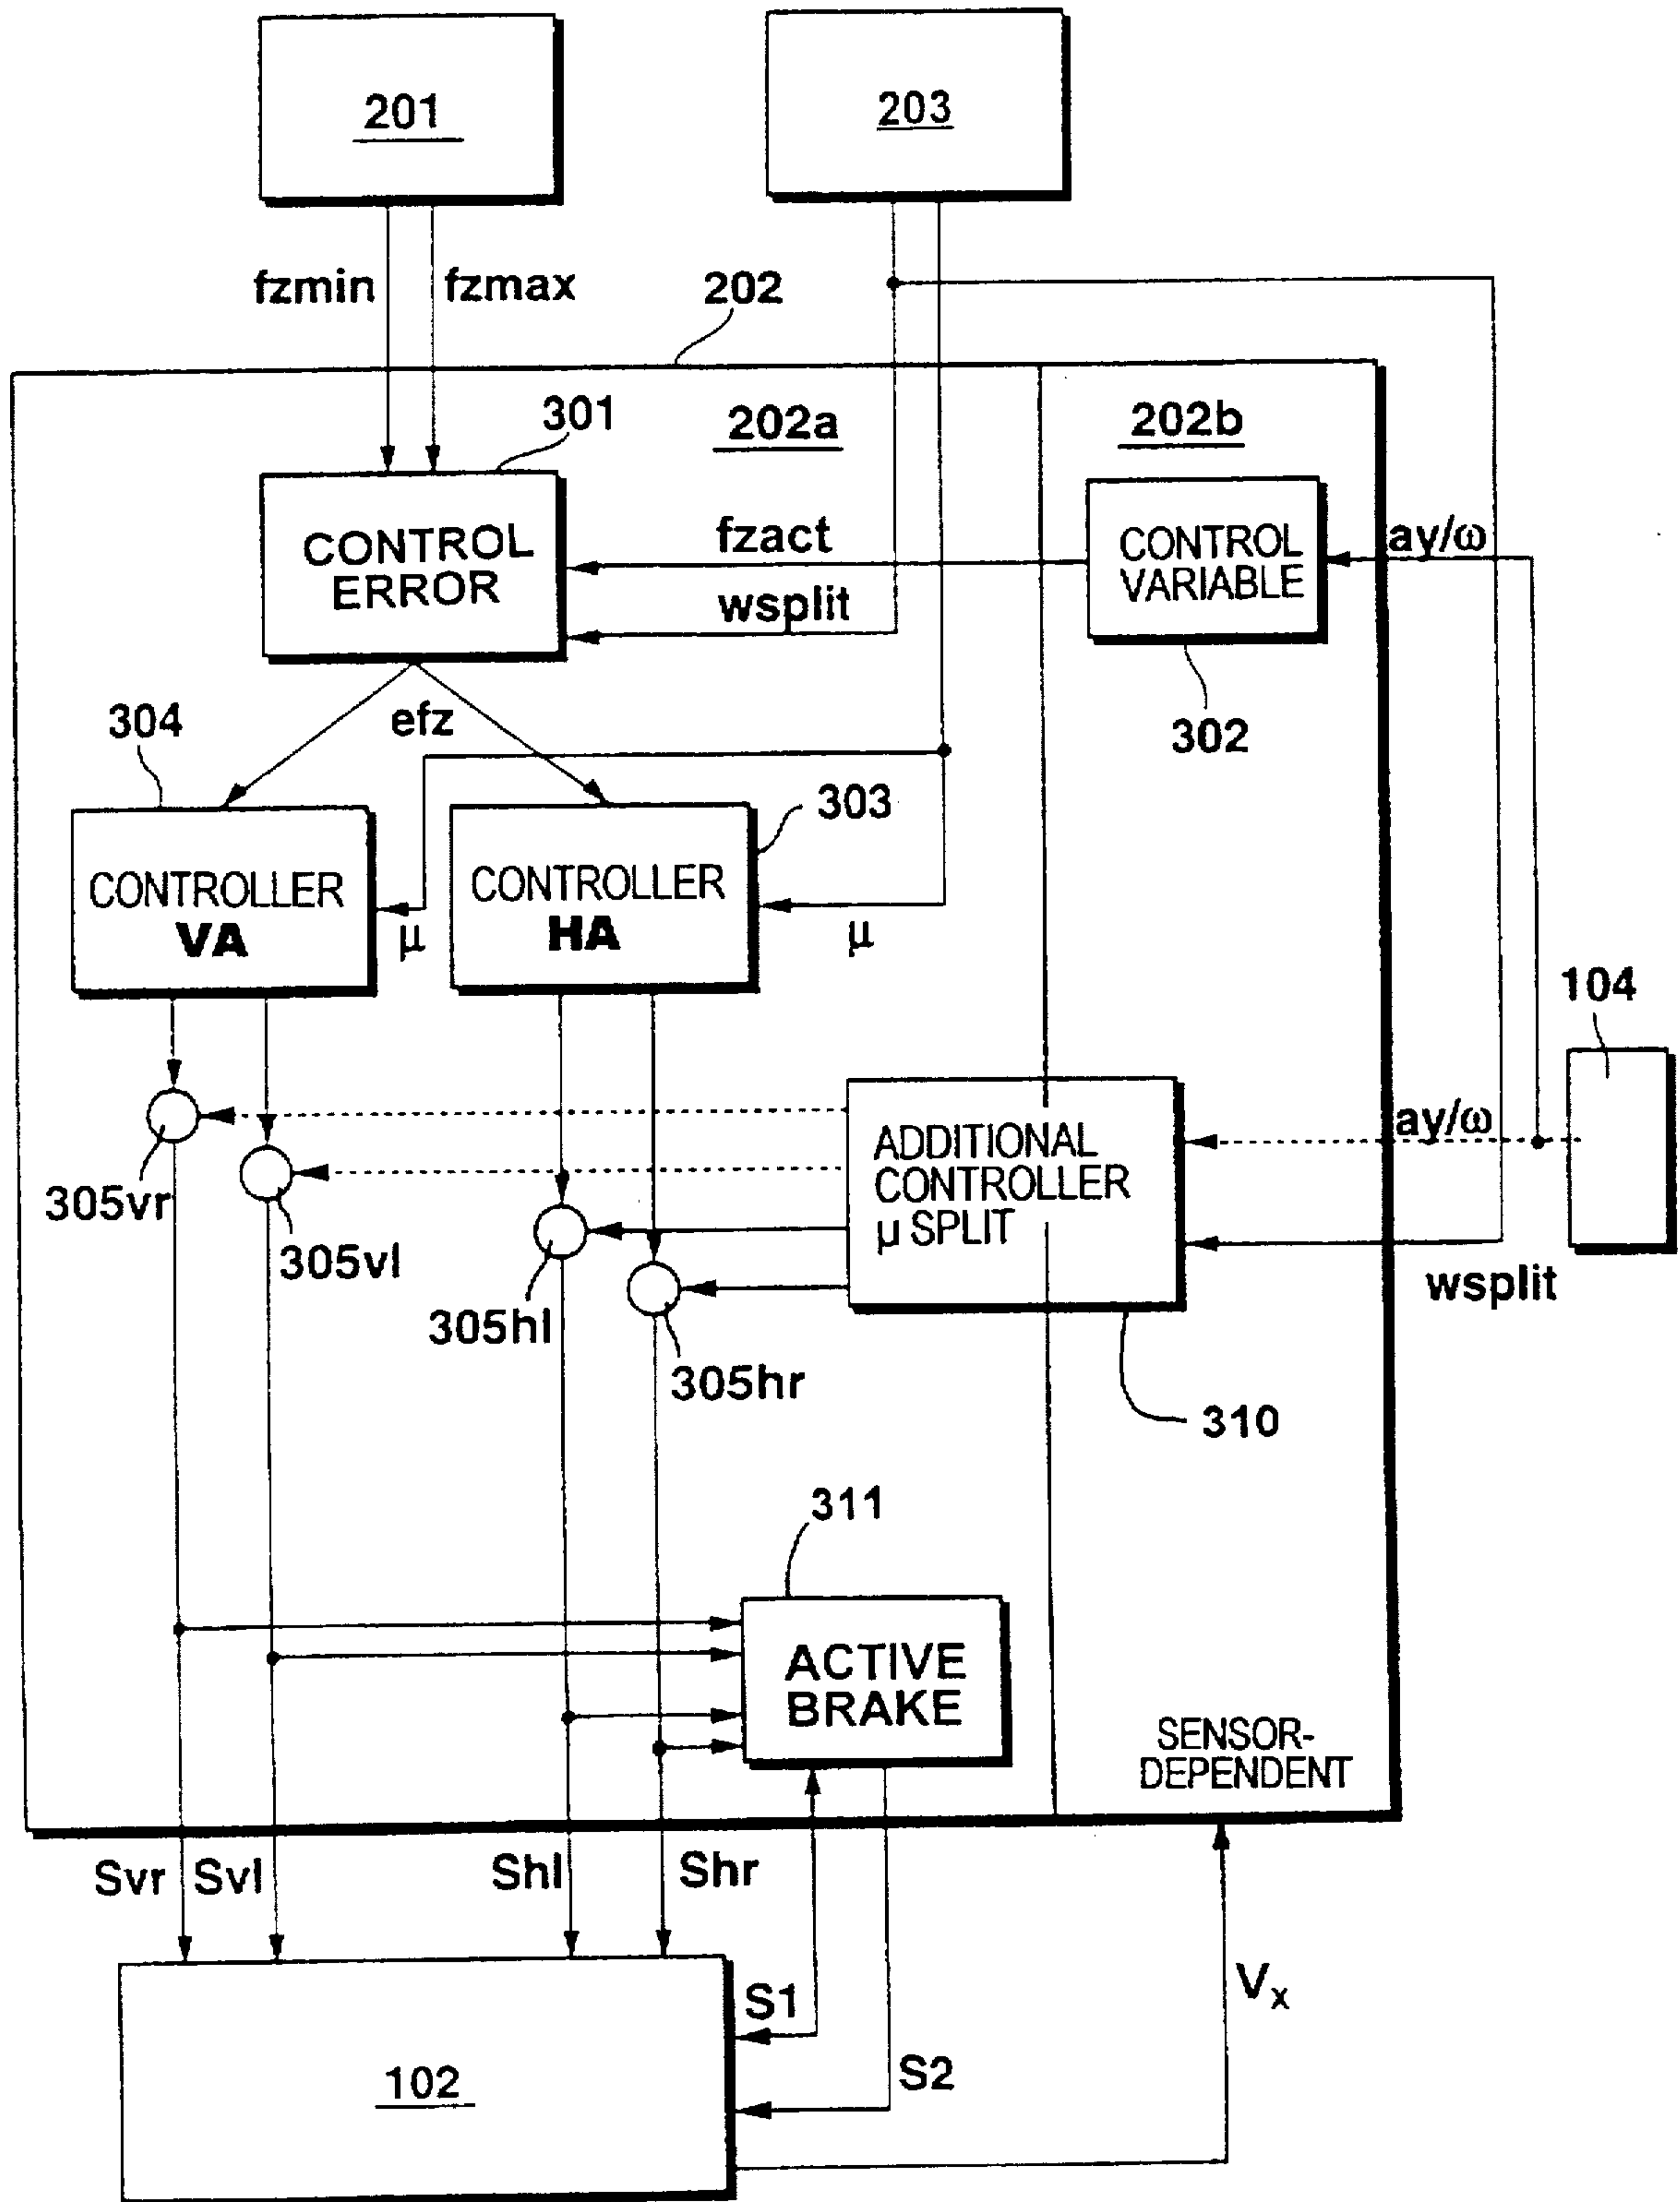 201
203
fzmin
fzmax
202
301
202a
202b
CONTROL
ERROR
fzact
wsplit
CONTROL
VARIABLE
ay/ω
302
304
efz
303
CONTROLLER
VA
μ
CONTROLLER
HA
μ
104
305vr
305vl
305hl
305hr
ADDITIONAL
CONTROLLER
μ SPLIT
ay/ω
wsplit
310
311
ACTIVE
BRAKE
SENSOR-
DEPENDENT
Svr
Svl
Shl
Shr
S1
S2
Vx
102